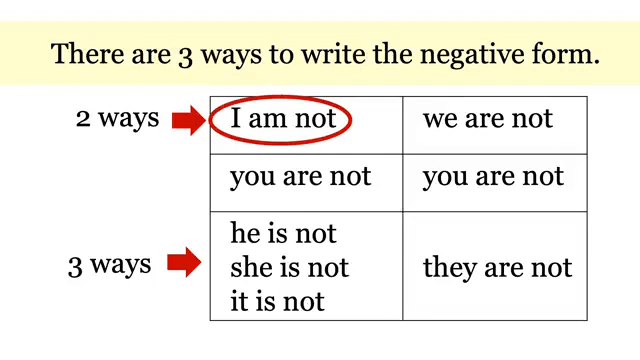 There are 3 ways to write the negative form.
2 ways
I am not
we are not
you are not
you are not
3 ways
he is not
she is not
it is not
they are not